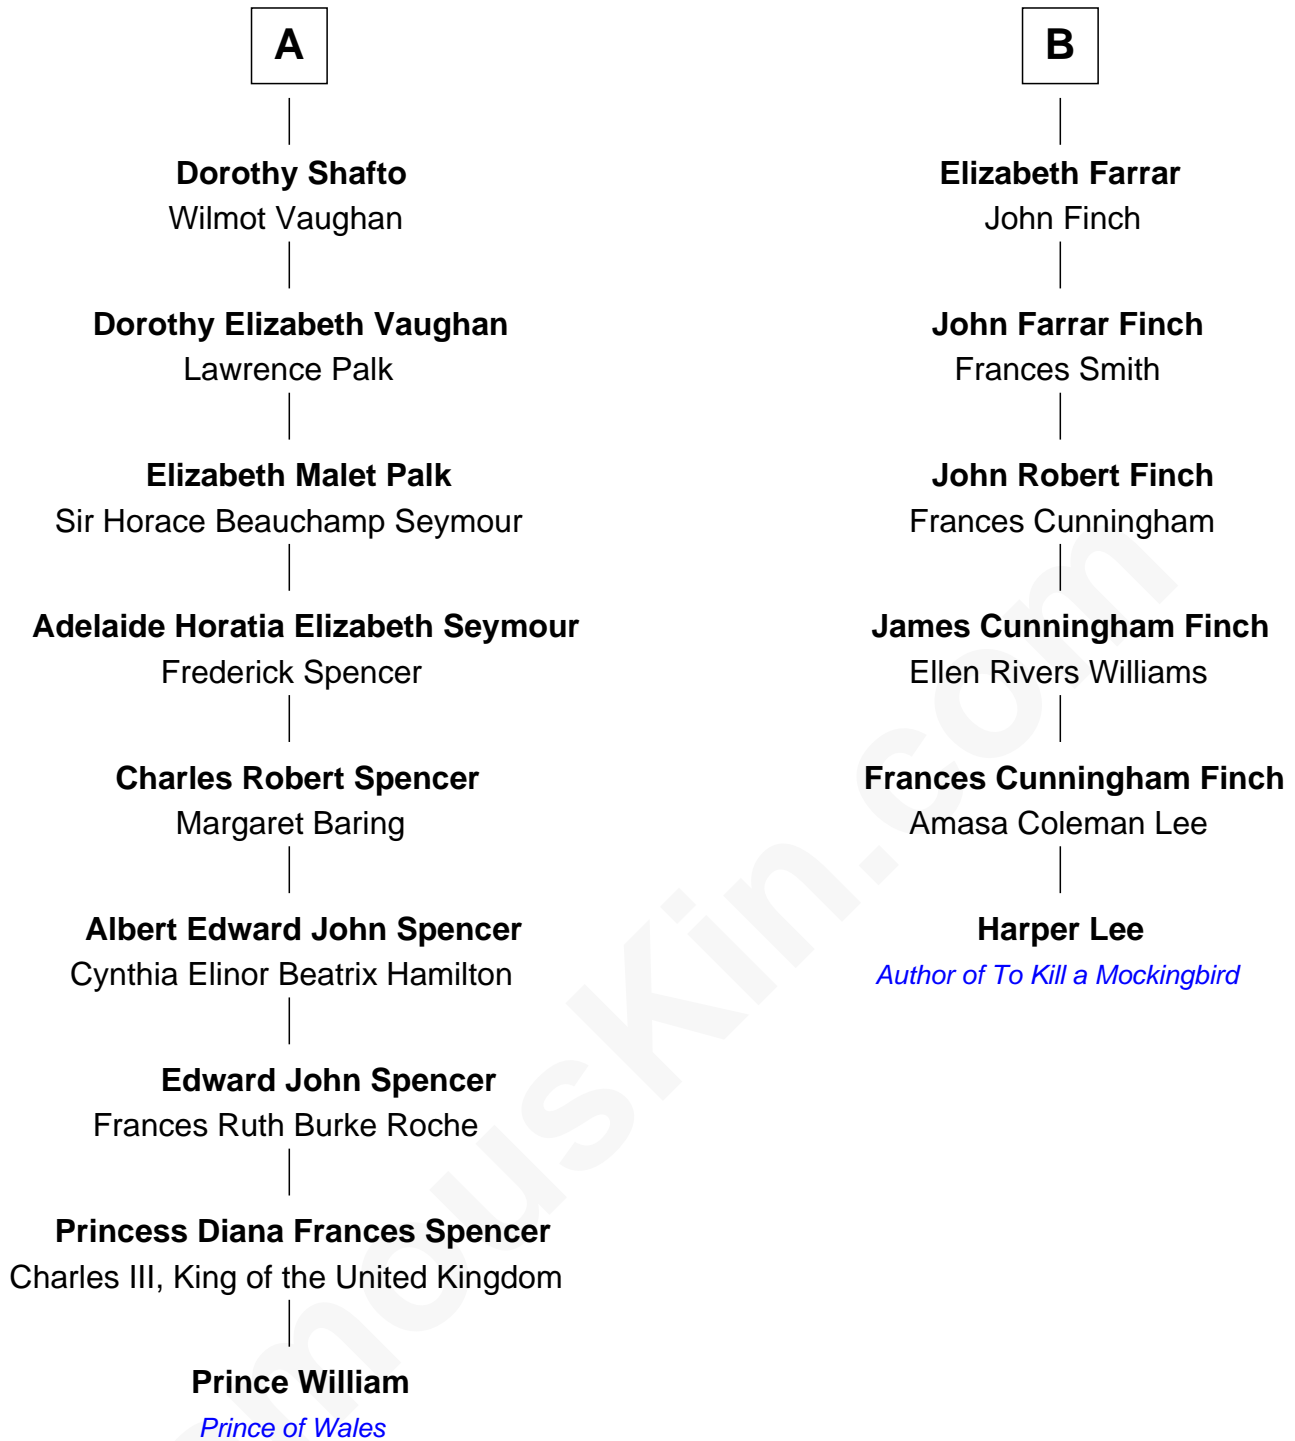 A
Dorothy Shafto
Wilmot Vaughan
Dorothy Elizabeth Vaughan
Lawrence Palk
Elizabeth Malet Palk
Sir Horace Beauchamp Seymour
Adelaide Horatia Elizabeth Seymour
Frederick Spencer
Charles Robert Spencer
Margaret Baring
Albert Edward John Spencer
Cynthia Elinor Beatrix Hamilton
Edward John Spencer
Frances Ruth Burke Roche
Princess Diana Frances Spencer
Charles III, King of the United Kingdom
Prince William
Prince of Wales
B
Elizabeth Farrar
John Finch
John Farrar Finch
Frances Smith
John Robert Finch
Frances Cunningham
James Cunningham Finch
Ellen Rivers Williams
Frances Cunningham Finch
Amasa Coleman Lee
Harper Lee
Author of To Kill a Mockingbird
mousKin.com